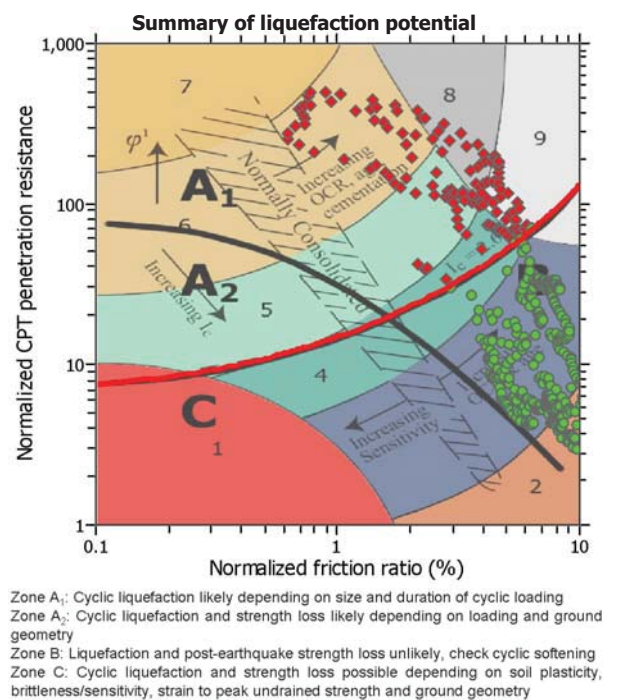 Summary of liquefaction potential
1,000
7
8
9
φ'
Increasing
OCR, age
cementation
Normally Consolidated
A1
100
6
Increasing Ic
A2
5
10
4
C
1
Increasing
Sensitivity
2
1
0.1
1
10
Normalized CPT penetration resistance
Normalized friction ratio (%)
Zone A1: Cyclic liquefaction likely depending on size and duration of cyclic loading
Zone A2: Cyclic liquefaction and strength loss likely depending on loading and ground
geometry
Zone B: Liquefaction and post-earthquake strength loss unlikely, check cyclic softening
Zone C: Cyclic liquefaction and strength loss possible depending on soil plasticity,
brittleness/sensitivity, strain to peak undrained strength and ground geometry